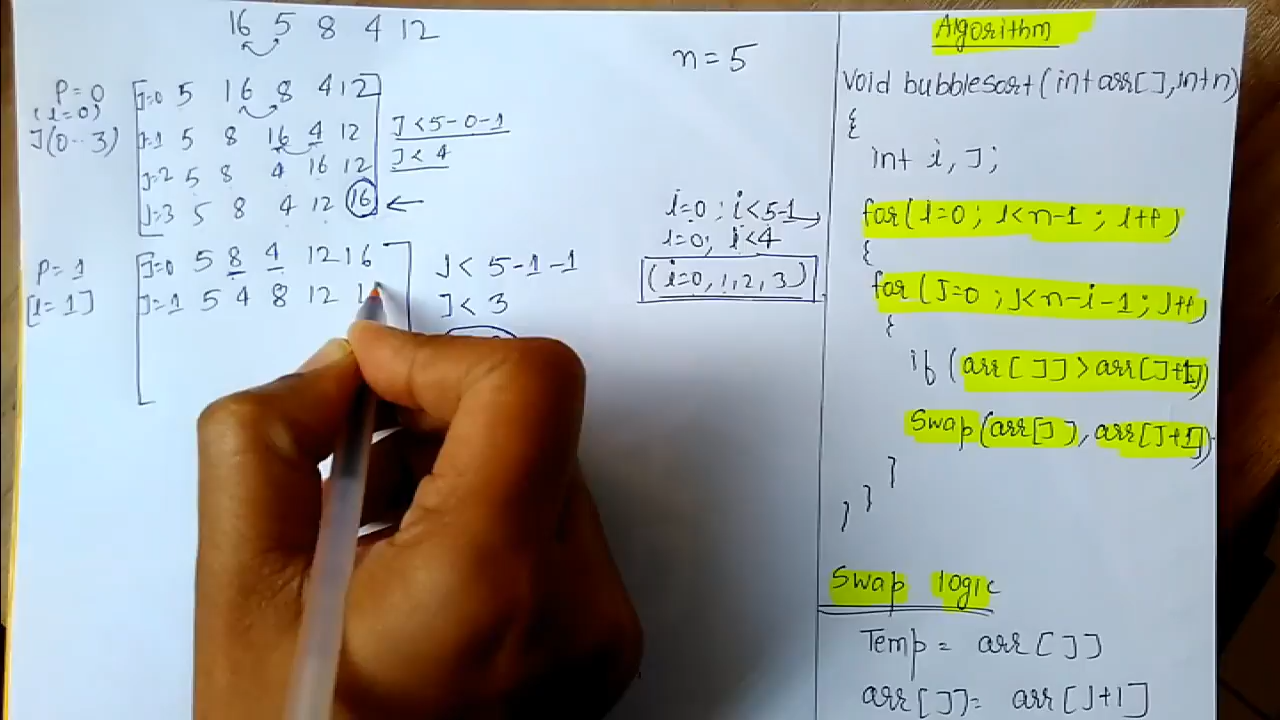 16 5 8 4 12
P=0
(i=0)
J(0--3)
J=0 5 16 8 4 12
J=1 5 8 16 4 12
J=2 5 8 4 16 12
J=3 5 8 4 12 16 ←
J<5-0-1
J<4
P=1
[i=1]
J=0 5 8 4 12 16
J=1 5 4 8 12 1
J< 5-1-1
J< 3
n=5
i=0; i<5-1
i=0; i<4
(i=0, 1, 2, 3)
Algorithm
void bubblesort(int arr[], int n)
{
int i, J;
for(i=0; i<n-1; i++)
{
for(J=0; J<n-i-1; J++)
{
if (arr[J]>arr[J+1])
Swap(arr[J], arr[J+1])
}
} }
Swap logic
Temp= arr[J]
arr[J]= arr[J+1]